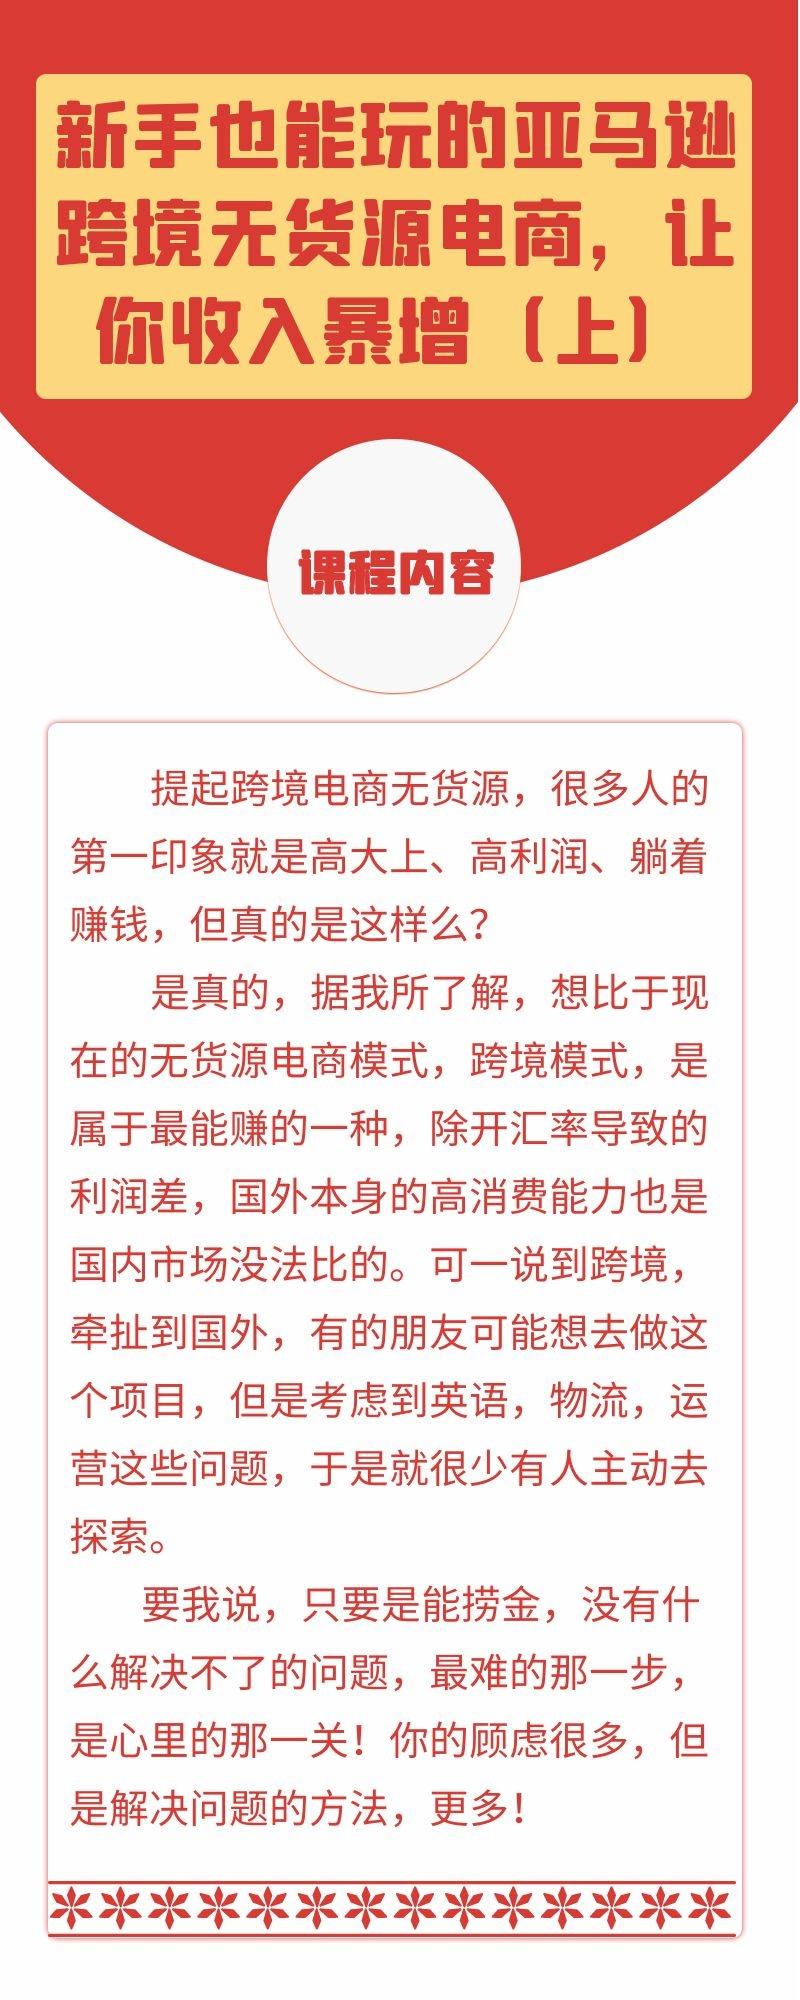 新手也能玩的亚马逊
跨境无货源电商，让
你收入暴增（上）
课程内容
提起跨境电商无货源，很多人的
第一印象就是高大上、高利润、躺着
赚钱，但真的是这样么？
是真的，据我所了解，想比于现
在的无货源电商模式，跨境模式，是
属于最能赚的一种，除开汇率导致的
利润差，国外本身的高消费能力也是
国内市场没法比的。可一说到跨境，
牵扯到国外，有的朋友可能想去做这
个项目，但是考虑到英语，物流，运
营这些问题，于是就很少有人主动去
探索。
要我说，只要是能捞金，没有什
么解决不了的问题，最难的那一步，
是心里的那一关！你的顾虑很多，但
是解决问题的方法，更多！